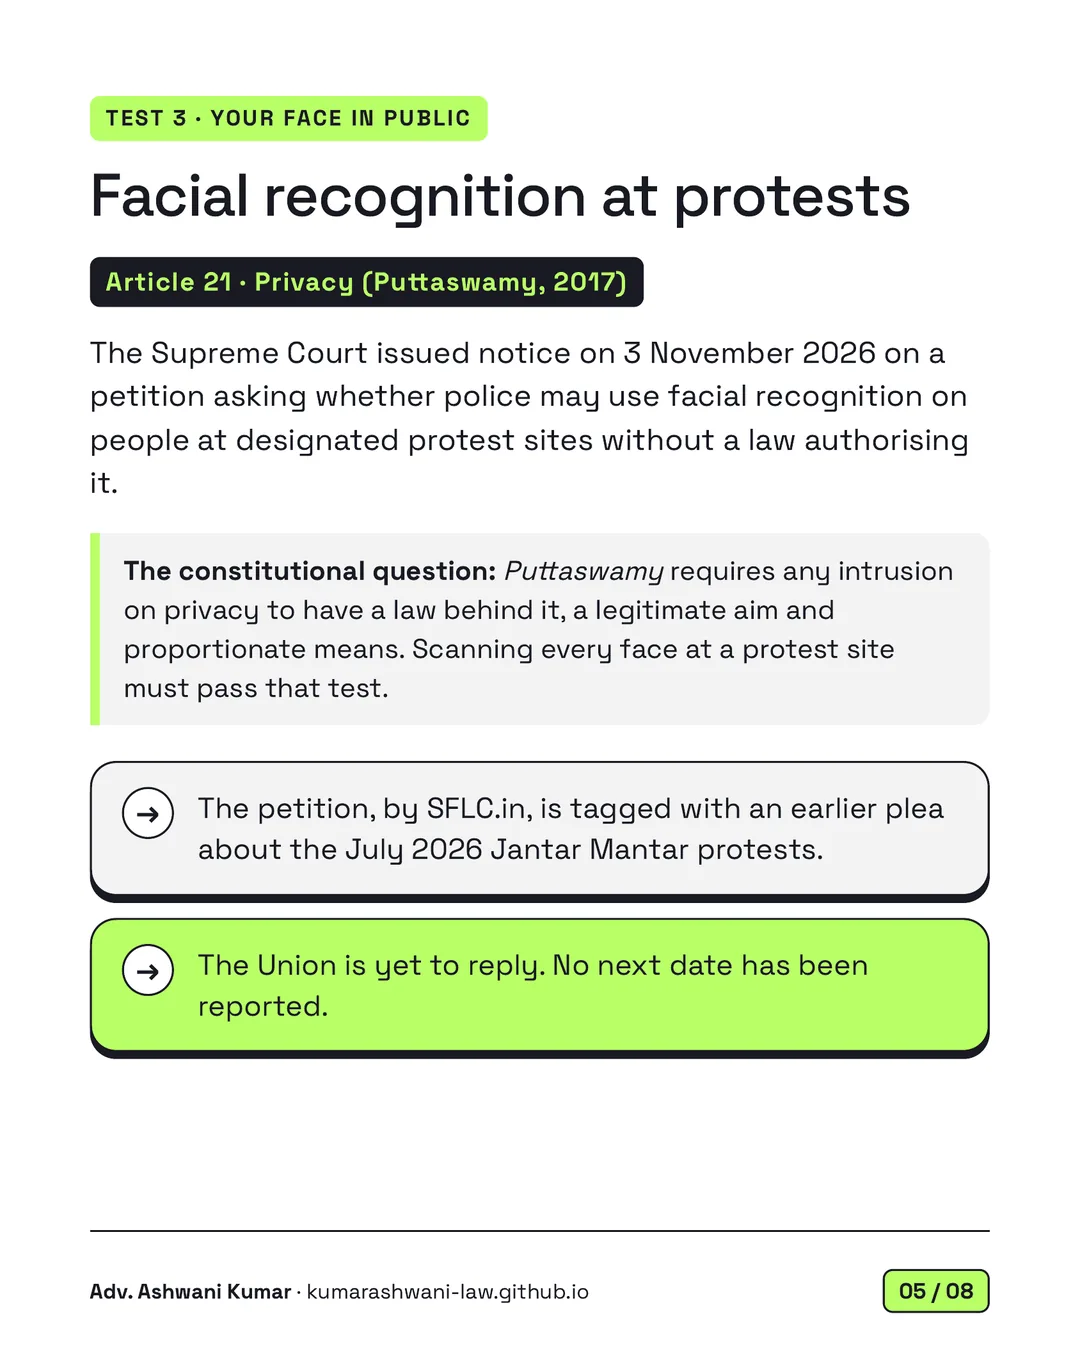 TEST 3 · YOUR FACE IN PUBLIC
Facial recognition at protests
Article 21 · Privacy (Puttaswamy, 2017)
The Supreme Court issued notice on 3 November 2026 on a
petition asking whether police may use facial recognition on
people at designated protest sites without a law authorising
it.
The constitutional question: Puttaswamy requires any intrusion
on privacy to have a law behind it, a legitimate aim and
proportionate means. Scanning every face at a protest site
must pass that test.
→ The petition, by SFLC.in, is tagged with an earlier plea
about the July 2026 Jantar Mantar protests.
→ The Union is yet to reply. No next date has been
reported.
Adv. Ashwani Kumar · kumarashwani-law.github.io
05 / 08